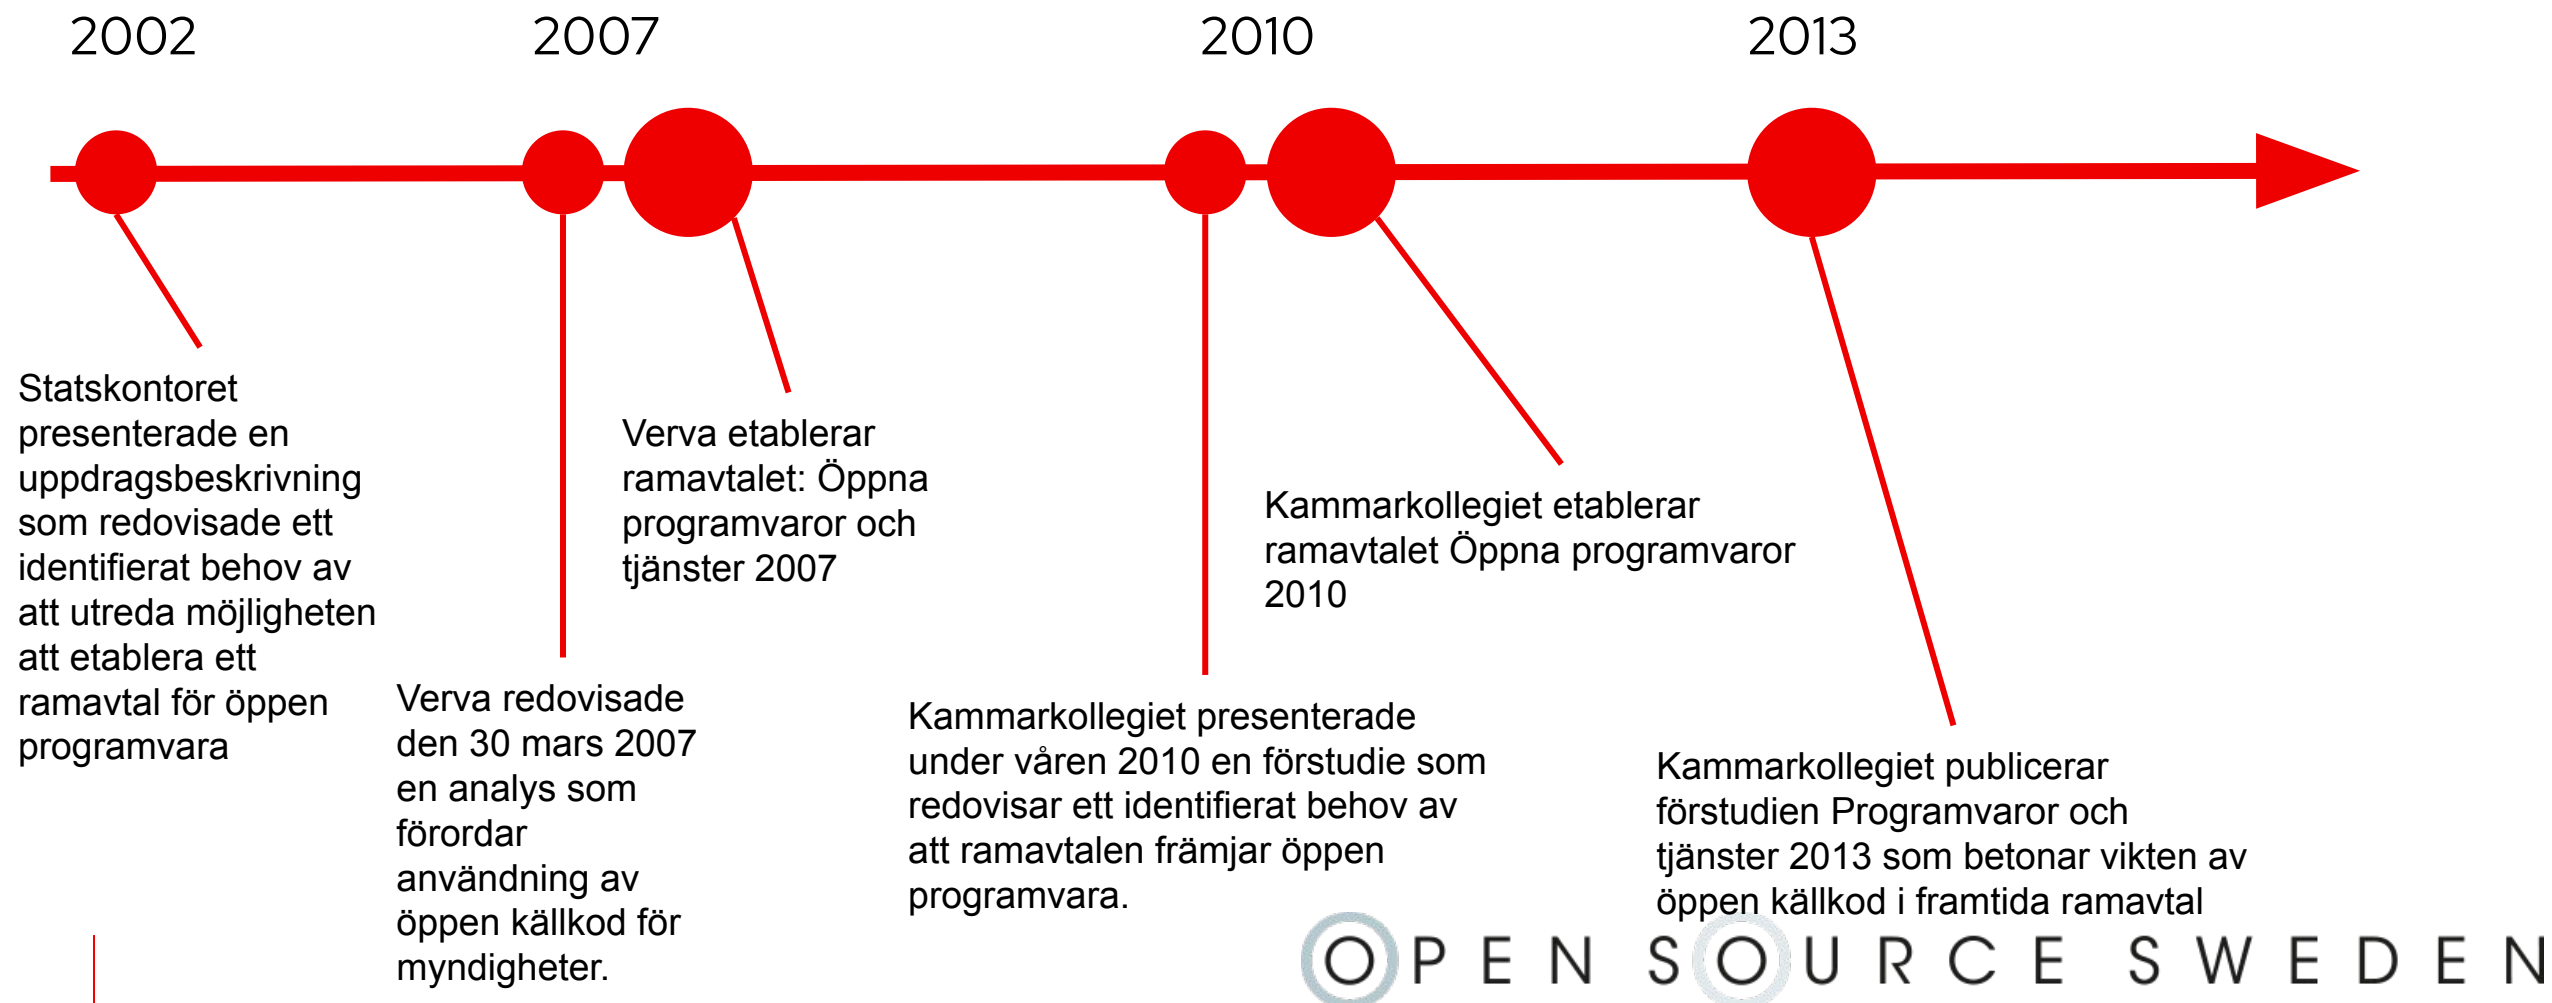 2002
2007
2010
2013
Statskontoret
presenterade en
uppdragsbeskrivning
som redovisade ett
identifierat behov av
att utreda möjligheten
att etablera ett
ramavtal för öppen
programvara
Verva redovisade
den 30 mars 2007
en analys som
förordar
användning av
öppen källkod för
myndigheter.
Verva etablerar
ramavtalet: Öppna
programvaror och
tjänster 2007
Kammarkollegiet presenterade
under våren 2010 en förstudie som
redovisar ett identifierat behov av
att ramavtalen främjar öppen
programvara.
Kammarkollegiet etablerar
ramavtalet Öppna programvaror
2010
Kammarkollegiet publicerar
förstudien Programvaror och
tjänster 2013 som betonar vikten av
öppen källkod i framtida ramavtal
OPEN SOURCE SWEDEN